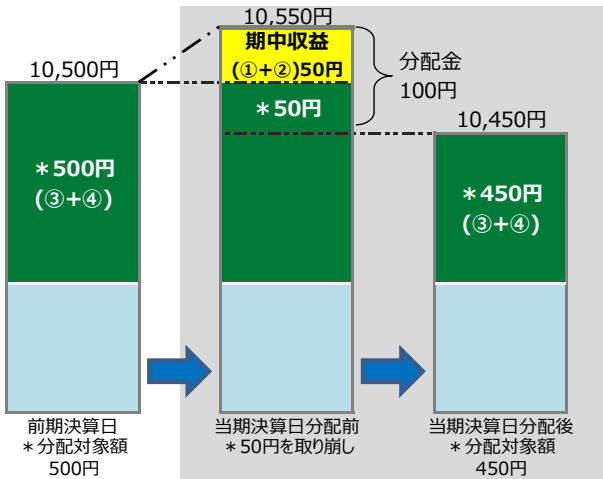 10,550円
期中収益
(①+②)50円
分配金
100円
10,500円
＊50円
10,450円
＊500円
(③+④)
＊450円
(③+④)
前期決算日
＊分配対象額
500円
当期決算日分配前
＊50円を取り崩し
当期決算日分配後
＊分配対象額
450円